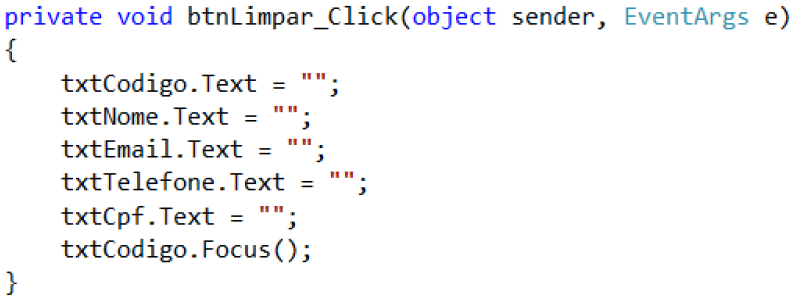 private void btnLimpar_Click(object sender, EventArgs e)
{
    txtCodigo.Text = "";
    txtNome.Text = "";
    txtEmail.Text = "";
    txtTelefone.Text = "";
    txtCpf.Text = "";
    txtCodigo.Focus();
}